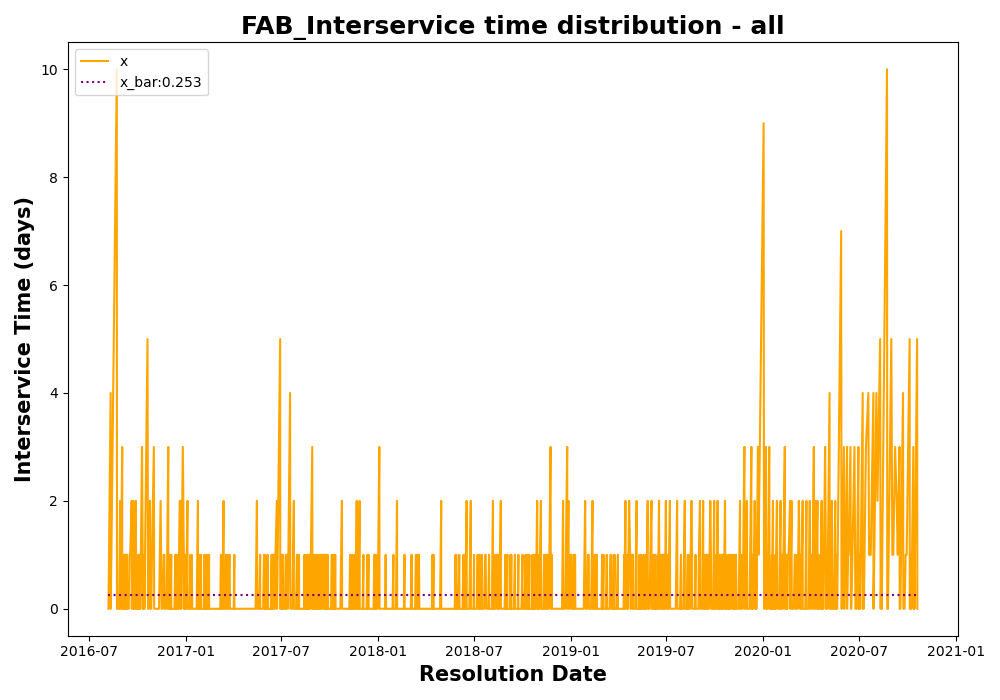 FAB_Interservice time distribution - all
x
x_bar:0.253
Interservice Time (days)
10
8
6
4
2
0
2016-07 2017-01 2017-07 2018-01 2018-07 2019-01 2019-07 2020-01 2020-07 2021-01
Resolution Date